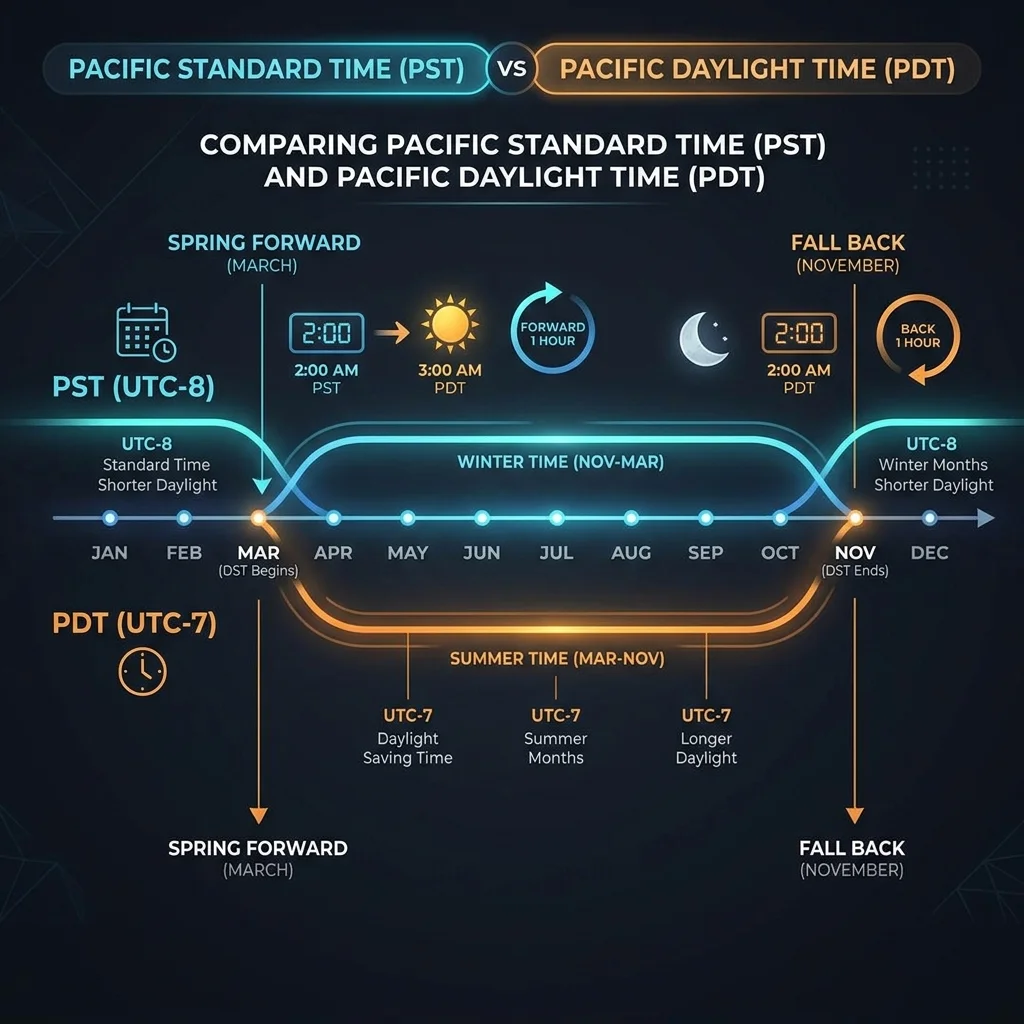 PACIFIC STANDARD TIME (PST)
VS
PACIFIC DAYLIGHT TIME (PDT)
COMPARING PACIFIC STANDARD TIME (PST)
AND PACIFIC DAYLIGHT TIME (PDT)
SPRING FORWARD
(MARCH)
FALL BACK
(NOVEMBER)
2:00
2:00 AM
PST
3:00 AM
PDT
FORWARD
1 HOUR
2:00
2:00 AM
PDT
BACK
1 HOUR
PST (UTC-8)
UTC-8
Standard Time
Shorter Daylight
WINTER TIME (NOV-MAR)
UTC-8
Winter Months
Shorter Daylight
JAN
FEB
MAR
(DST Begins)
APR
MAY
JUN
JUL
AUG
SEP
OCT
NOV
(DST Ends)
DEC
PDT (UTC-7)
SUMMER TIME (MAR-NOV)
UTC-7
Daylight
Saving Time
UTC-7
Summer
Months
UTC-7
Longer
Daylight
SPRING FORWARD
(MARCH)
FALL BACK
(NOVEMBER)